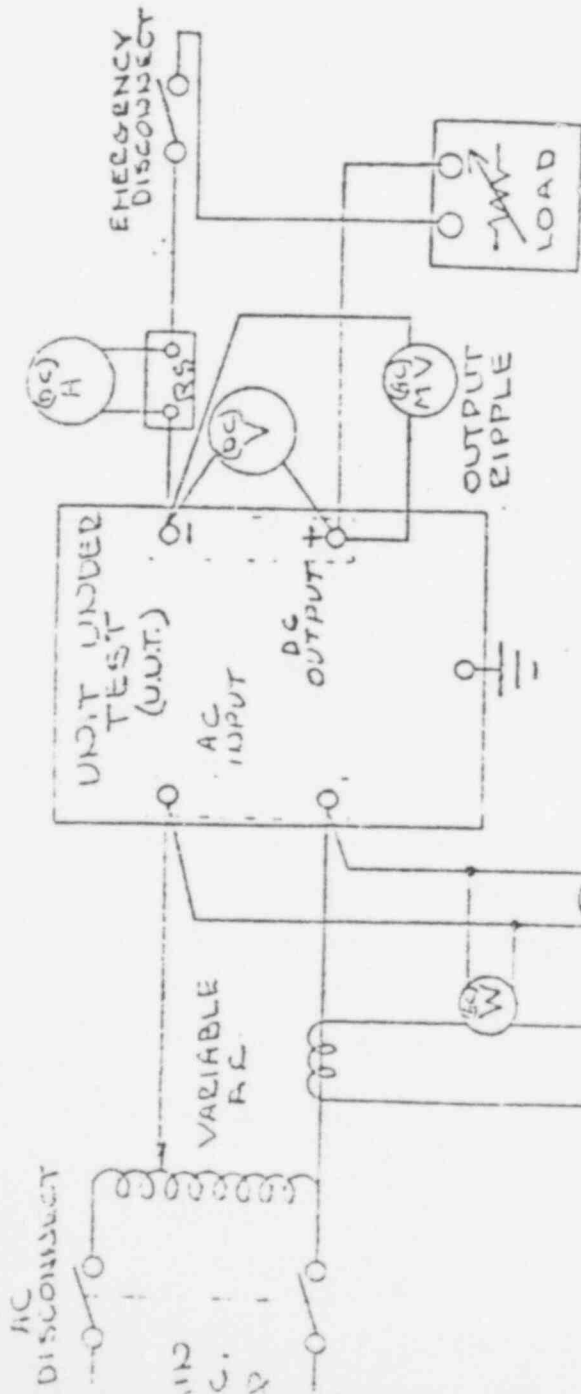 AC
DISCONNECT
VARIABLE
UNIT UNDER
TEST
(U.U.T.)
AC
INPUT
DC
OUTPUT
-
+
(DC)
A
RS
(DC)
V
(AC)
MV
OUTPUT
RIPPLE
EMERGENCY
DISCONNECT
LOAD
W